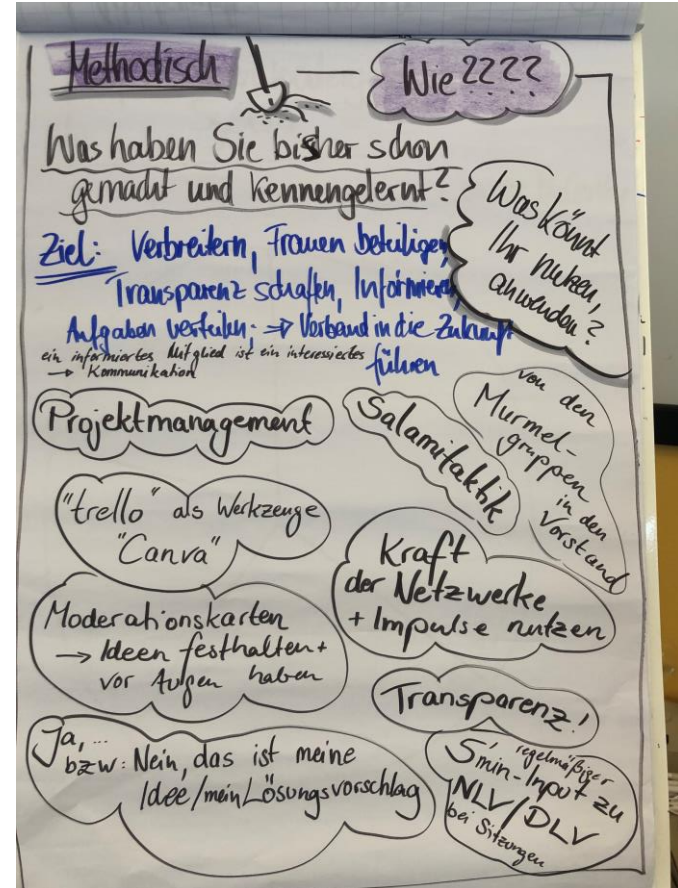 Methodisch — Wie ????
Was haben Sie bisher schon
gemacht und kennengelernt?
Was könnt
Ihr nutzen,
anwenden?
Ziel: Verbreitern, Frauen beteiligen,
Transparenz schaffen, Informieren,
Aufgaben verteilen; → Verband in die Zukunft
führen
ein informiertes Mitglied ist ein interessiertes
→ Kommunikation
Projektmanagement
Salamitaktik
von den
Murmel-
gruppen
in den
Vorstand
"trello" als Werkzeuge
"Canva"
Kraft
der Netzwerke
+ Impulse nutzen
Moderationskarten
→ Ideen festhalten +
vor Augen haben
Transparenz!
Ja, ...
bzw: Nein, das ist meine
Idee/mein Lösungsvorschlag
regelmäßiger
5min-Input zu
NLV/DLV
bei Sitzungen